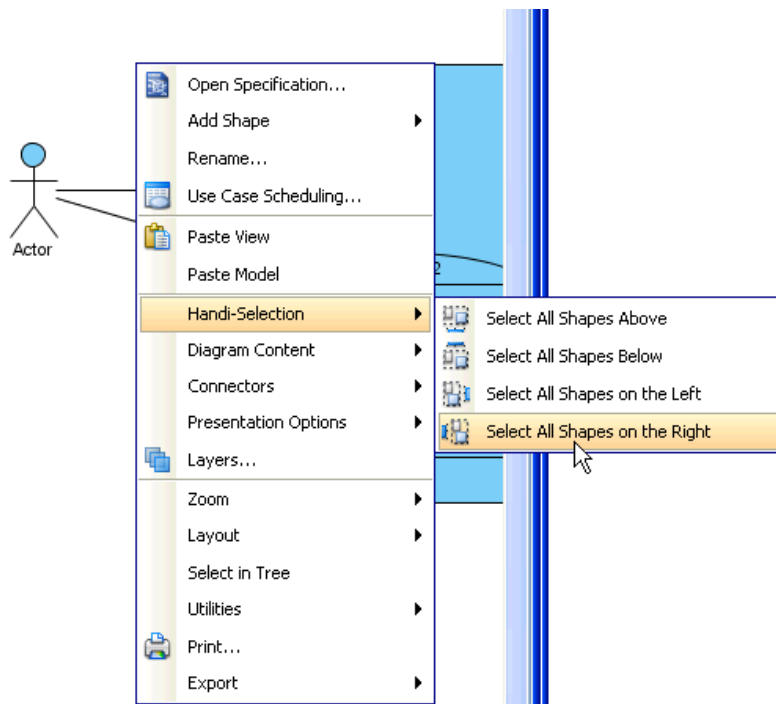 Open Specification...
Add Shape
Rename...
Use Case Scheduling...
Actor
Paste View
Paste Model
2
Handi-Selection
Select All Shapes Above
Diagram Content
Select All Shapes Below
Connectors
Select All Shapes on the Left
Presentation Options
Select All Shapes on the Right
Layers...
Zoom
Layout
Select in Tree
Utilities
Print...
Export